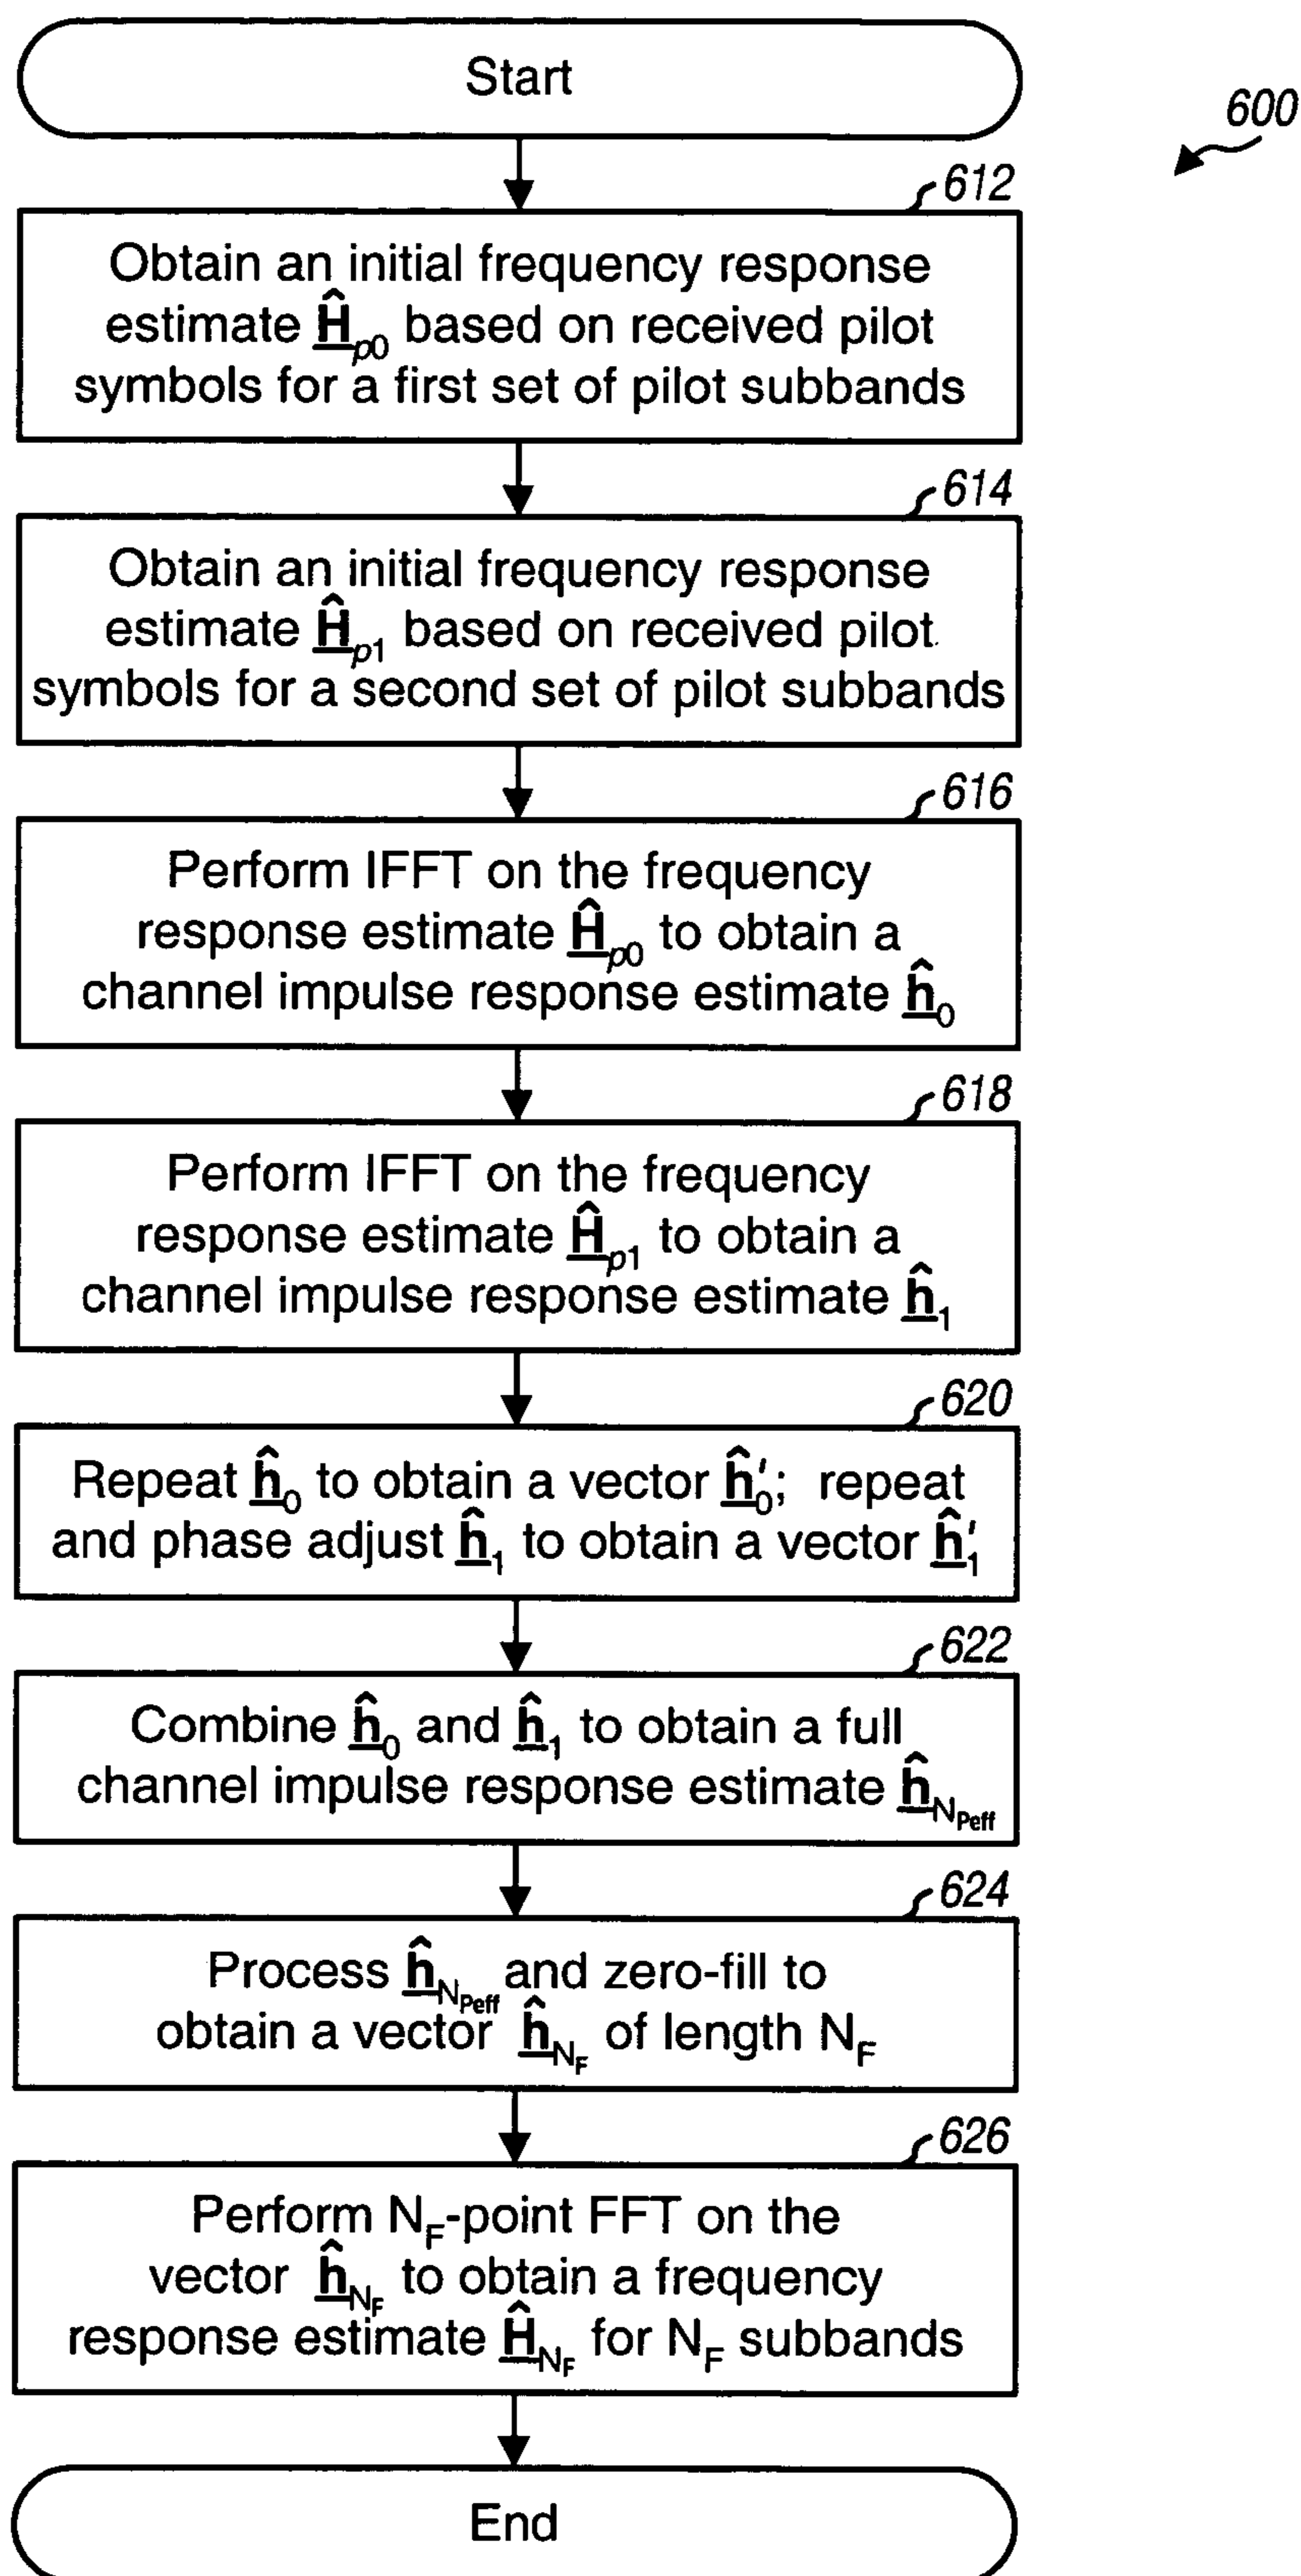 Start
600
612
Obtain an initial frequency response
estimate Ĥp0 based on received pilot
symbols for a first set of pilot subbands
614
Obtain an initial frequency response
estimate Ĥp1 based on received pilot
symbols for a second set of pilot subbands
616
Perform IFFT on the frequency
response estimate Ĥp0 to obtain a
channel impulse response estimate ĥ0
618
Perform IFFT on the frequency
response estimate Ĥp1 to obtain a
channel impulse response estimate ĥ1
620
Repeat ĥ0 to obtain a vector ĥ′0; repeat
and phase adjust ĥ1 to obtain a vector ĥ′1
622
Combine ĥ0 and ĥ1 to obtain a full
channel impulse response estimate ĥNPeff
624
Process ĥNPeff and zero-fill to
obtain a vector ĥNF of length NF
626
Perform NF-point FFT on the
vector ĥNF to obtain a frequency
response estimate ĤNF for NF subbands
End